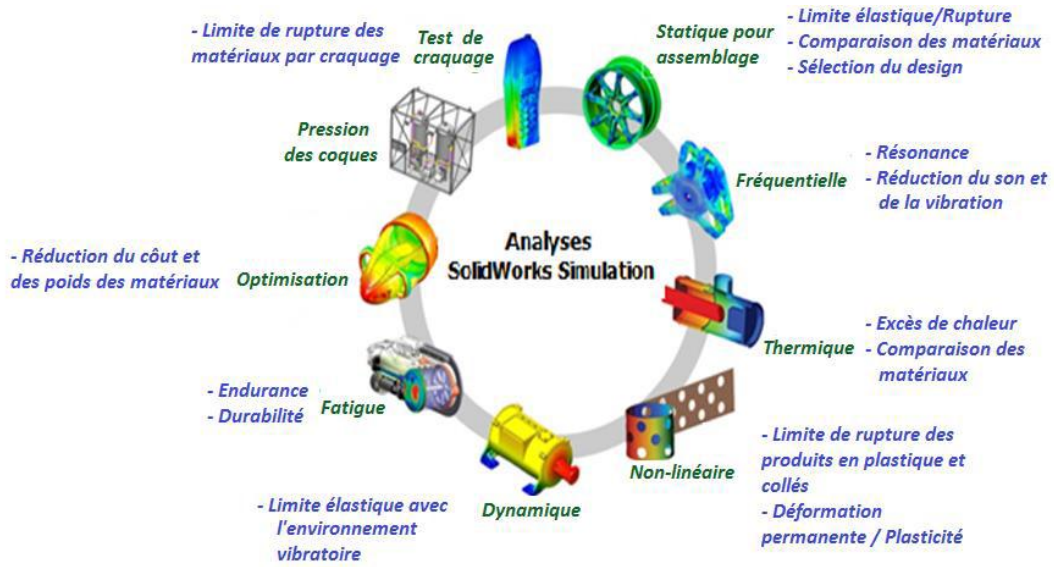 - Limite de rupture des
matériaux par craquage
Test de
craquage
Statique pour
assemblage
- Limite élastique/Rupture
- Comparaison des matériaux
- Sélection du design
Pression
des coques
Fréquentielle
- Résonance
- Réduction du son et
de la vibration
Analyses
SolidWorks Simulation
- Réduction du côut et
des poids des matériaux
Optimisation
Thermique
- Excès de chaleur
- Comparaison des
matériaux
- Endurance
- Durabilité
Fatigue
Non-linéaire
- Limite de rupture des
produits en plastique et
collés
- Déformation
permanente / Plasticité
Dynamique
- Limite élastique avec
l'environnement
vibratoire